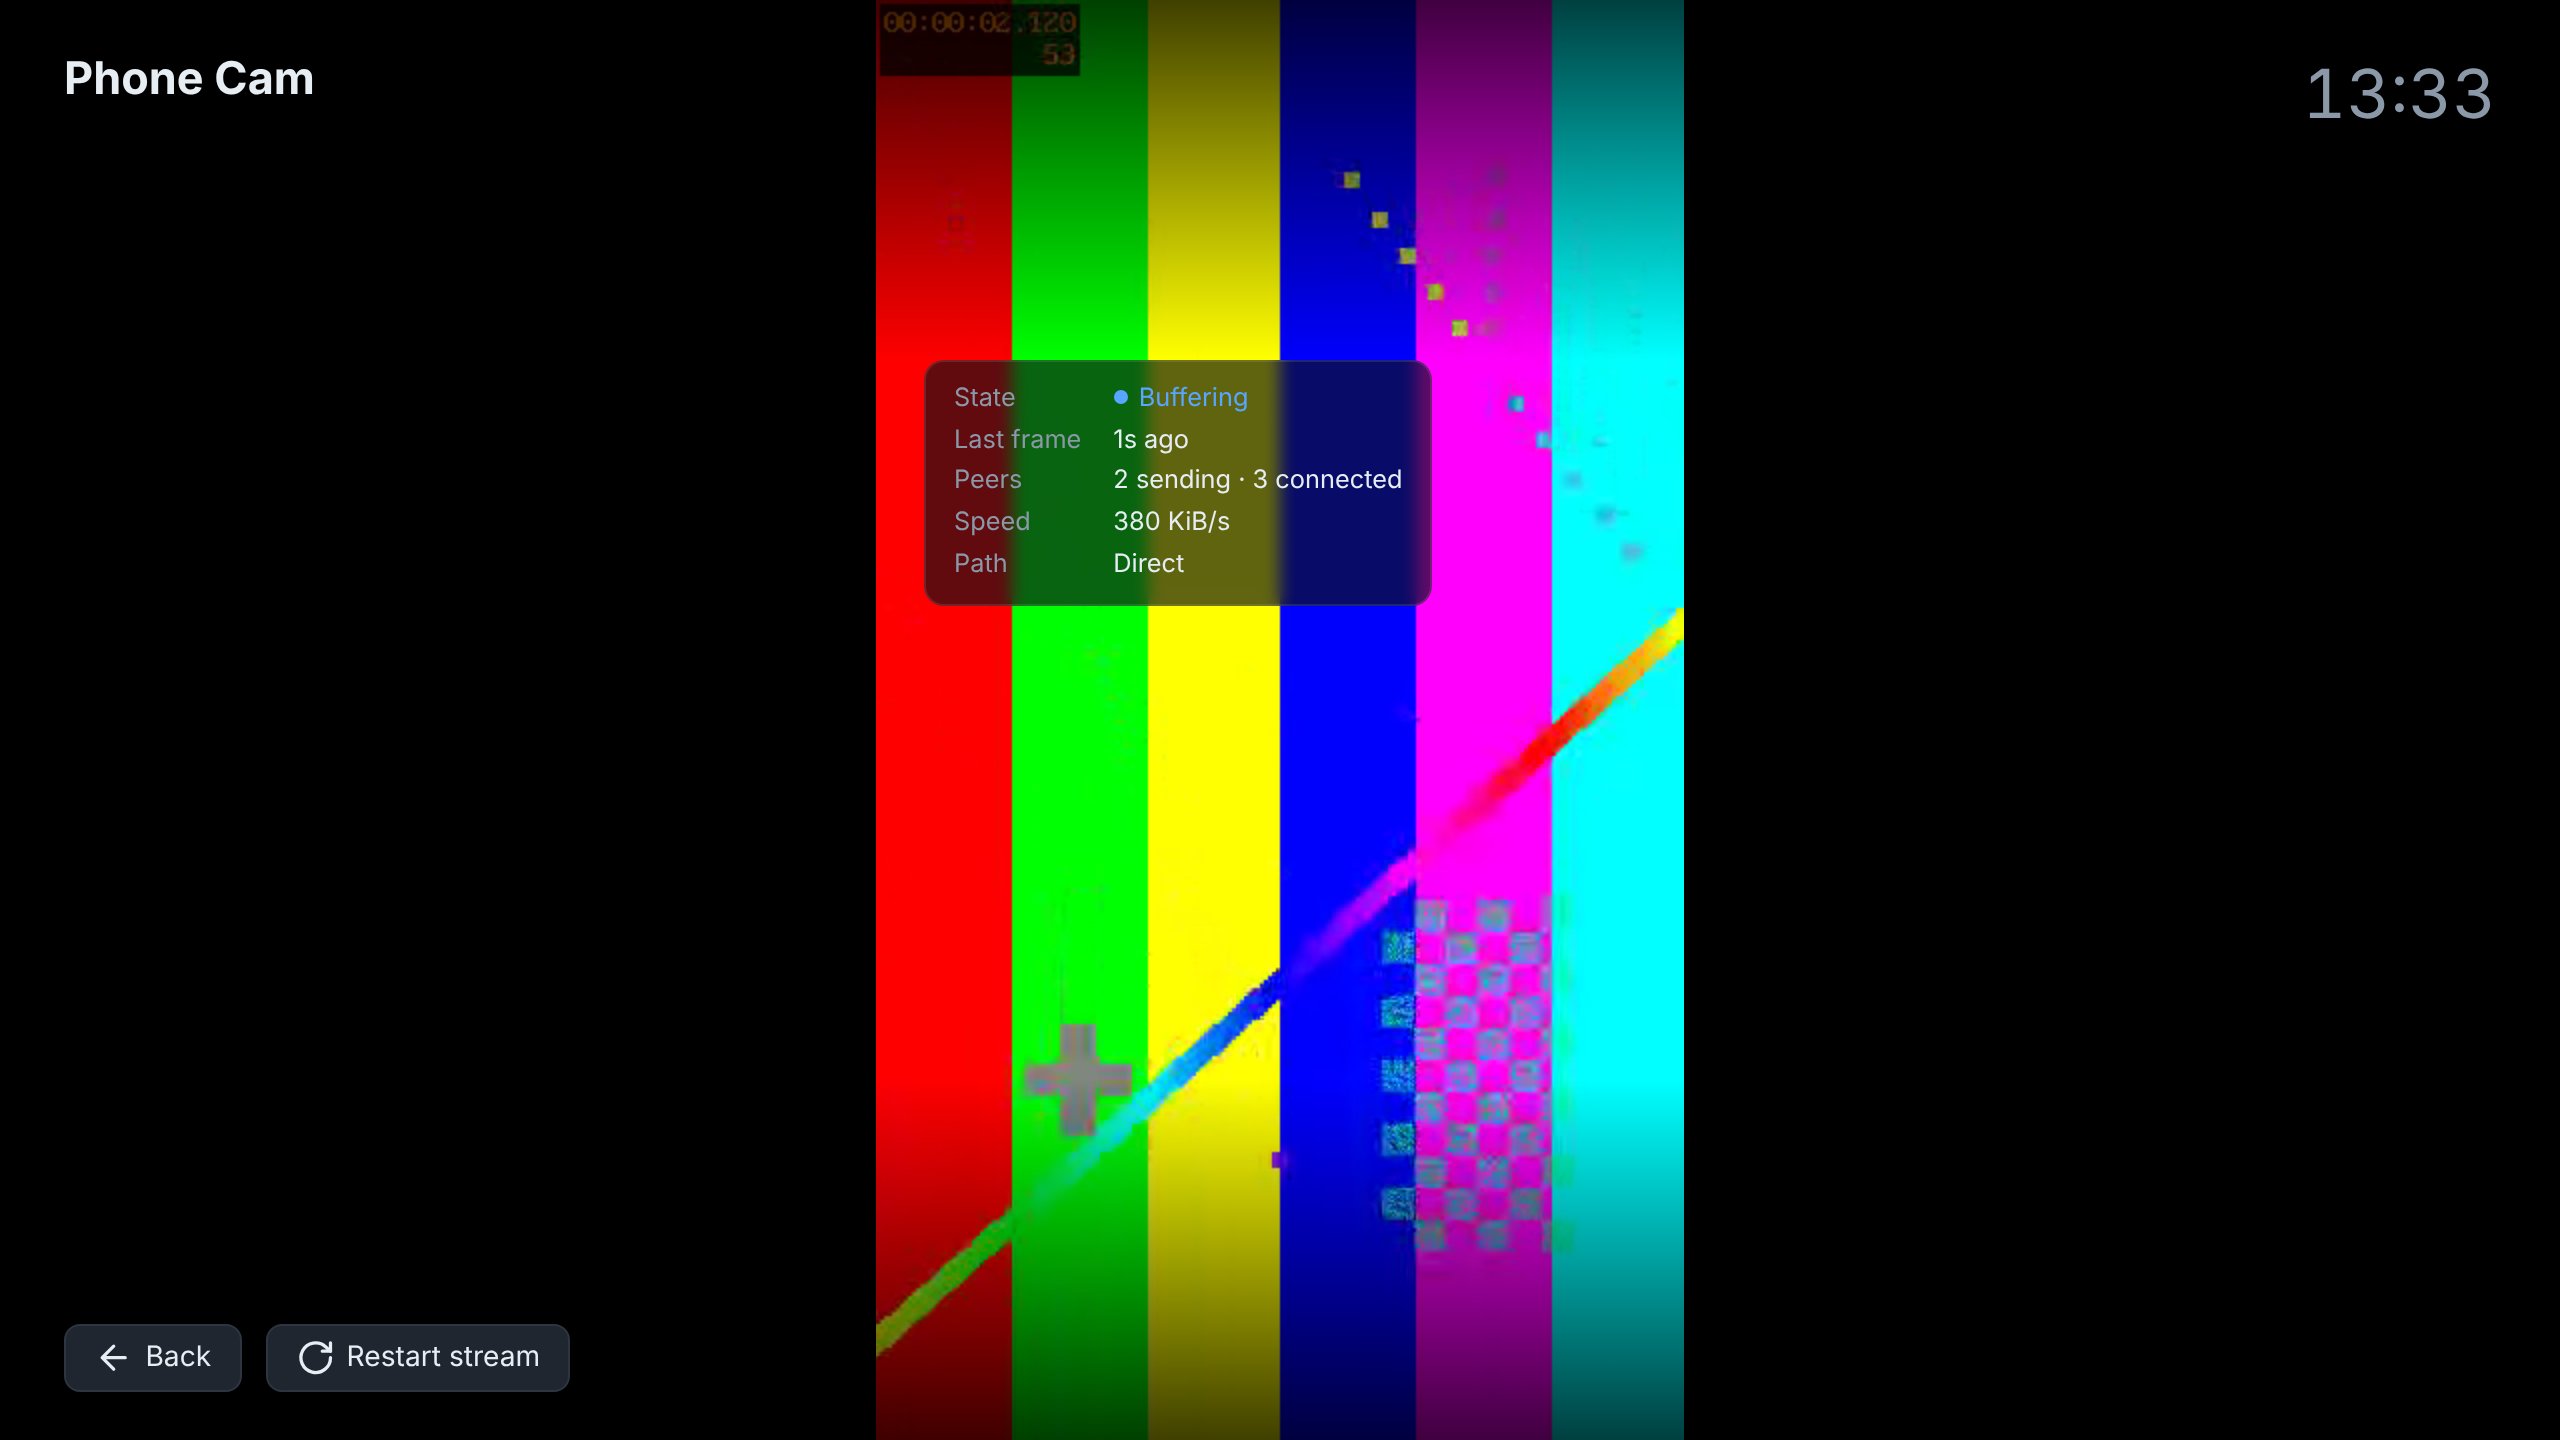 00:00:02.120
53
Phone Cam
13:33
State Buffering
Last frame 1s ago
Peers 2 sending · 3 connected
Speed 380 KiB/s
Path Direct
Back
Restart stream